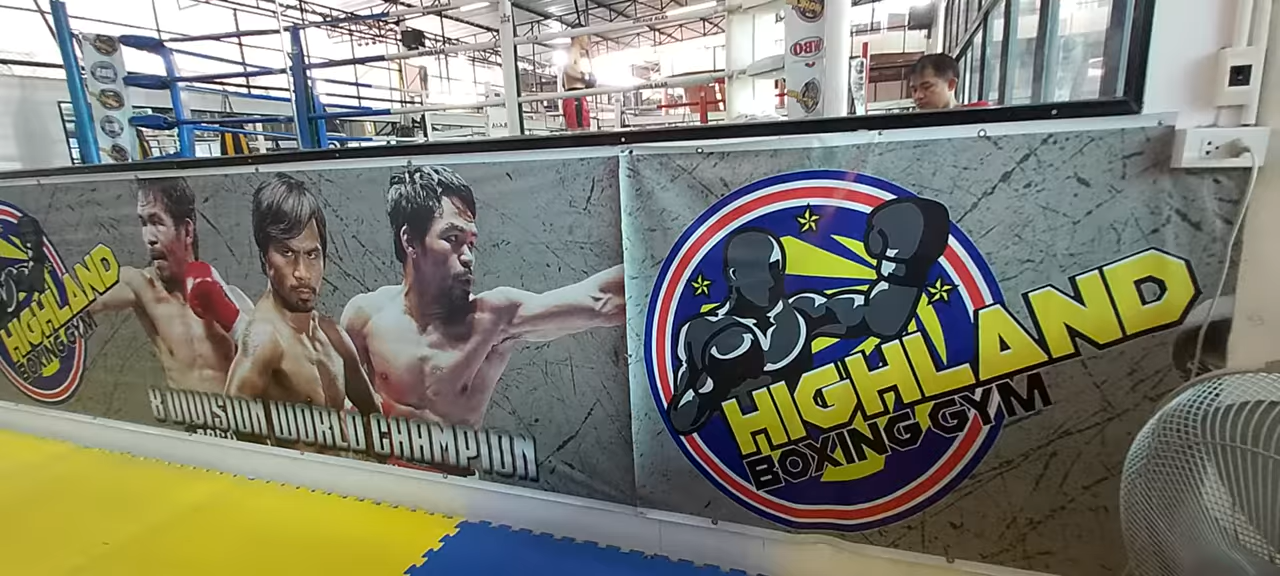 WBO
HIGHLAND
BOXING GYM
8 DIVISION WORLD CHAMPION
HIGHLAND
BOXING GYM